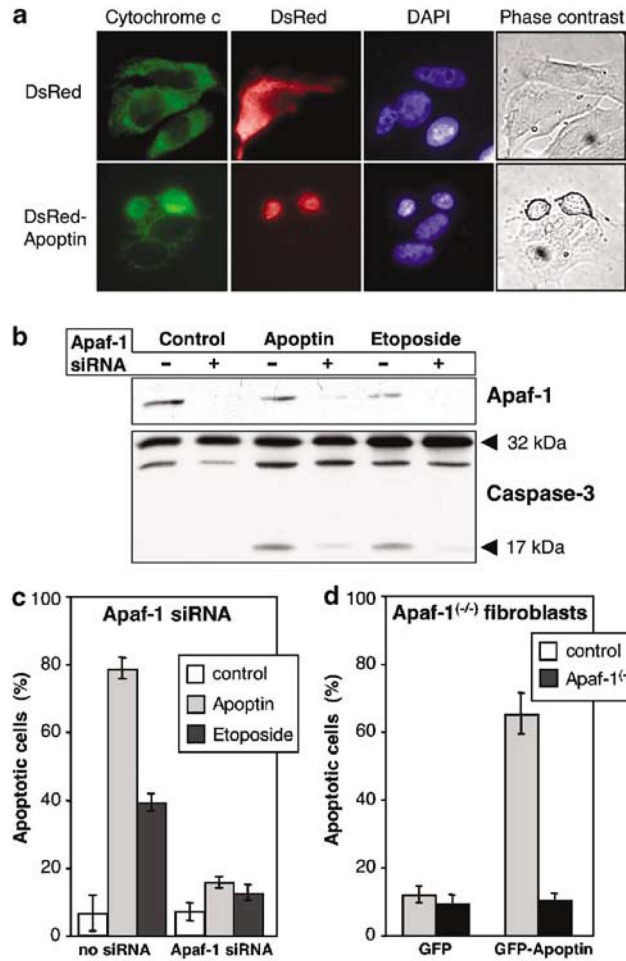 a
Cytochrome c DsRed DAPI Phase contrast
DsRed
DsRed-
Apoptin
b
Apaf-1 siRNA Control Apoptin Etoposide
– + – + – +
Apaf-1
32 kDa
Caspase-3
17 kDa
c
Apaf-1 siRNA
Apoptotic cells (%)
100
80
60
40
20
0
control
Apoptin
Etoposide
no siRNA Apaf-1 siRNA
d
Apaf-1(-/-) fibroblasts
Apoptotic cells (%)
100
80
60
40
20
0
control
Apaf-1(-
GFP GFP-Apoptin